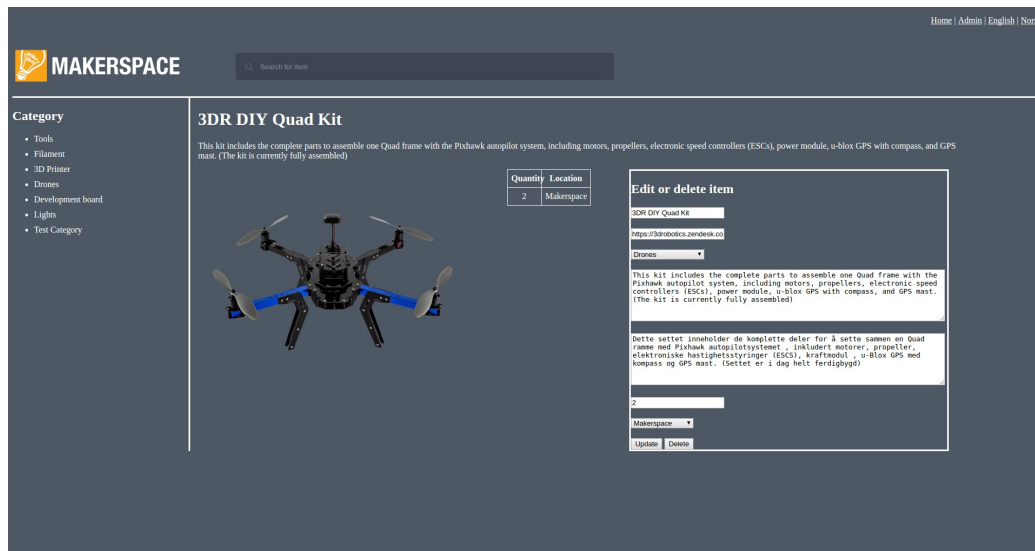 Home | Admin | English |
MAKERSPACE
Search for item
Category
Tools
Filament
3D Printer
Drones
Development board
Lights
Test Category
3DR DIY Quad Kit
This kit includes the complete parts to assemble one Quad frame with the Pixhawk autopilot system, including motors, propellers, electronic speed controllers (ESCs), power module, u-blox GPS with compass, and GPS
mast. (The kit is currently fully assembled)
Quantity Location
2 Makerspace
Edit or delete item
3DR DIY Quad Kit
https://3drobotics.zendesk.co
Drones
This kit includes the complete parts to assemble one Quad frame with the
Pixhawk autopilot system, including motors, propellers, electronic speed
controllers (ESCs), power module, u-blox GPS with compass, and GPS mast.
(The kit is currently fully assembled)
Dette settet inneholder de komplette deler for å sette sammen en Quad
ramme med Pixhawk autopilotsystemet , inkludert motorer, propeller,
elektroniske hastighetsstyringer (ESCS), kraftmodul , u-Blox GPS med
kompass og GPS mast. (Settet er i dag helt ferdigbygd)
2
Makerspace
Update Delete